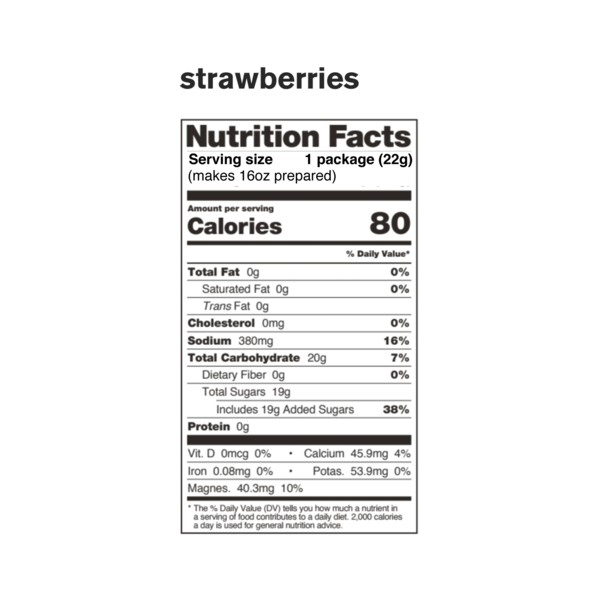 strawberries
Nutrition Facts
Serving size 1 package (22g)
(makes 16oz prepared)
Amount per serving
Calories 80
% Daily Value*
Total Fat 0g 0%
Saturated Fat 0g 0%
Trans Fat 0g
Cholesterol 0mg 0%
Sodium 380mg 16%
Total Carbohydrate 20g 7%
Dietary Fiber 0g 0%
Total Sugars 19g
Includes 19g Added Sugars 38%
Protein 0g
Vit. D 0mcg 0% • Calcium 45.9mg 4%
Iron 0.08mg 0% • Potas. 53.9mg 0%
Magnes. 40.3mg 10%
* The % Daily Value (DV) tells you how much a nutrient in
a serving of food contributes to a daily diet. 2,000 calories
a day is used for general nutrition advice.